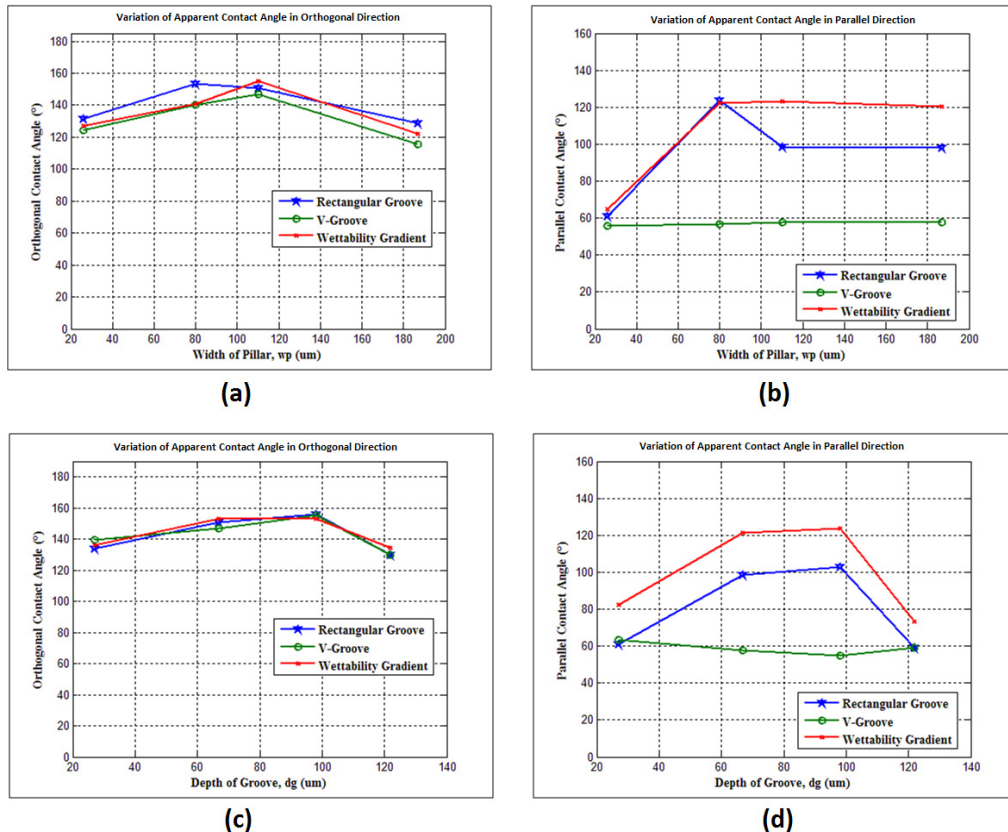 Variation of Apparent Contact Angle in Orthogonal Direction
180
160
140
120
100
80
60
40
20
0
20 40 60 80 100 120 140 160 180 200
Orthogonal Contact Angle (°)
Width of Pillar, wp (um)
Rectangular Groove
V-Groove
Wettability Gradient
(a)
Variation of Apparent Contact Angle in Parallel Direction
160
140
120
100
80
60
40
20
0
20 40 60 80 100 120 140 160 180 200
Parallel Contact Angle (°)
Width of Pillar, wp (um)
Rectangular Groove
V-Groove
Wettability Gradient
(b)
Variation of Apparent Contact Angle in Orthogonal Direction
180
160
140
120
100
80
60
40
20
0
20 40 60 80 100 120 140
Orthogonal Contact Angle (°)
Depth of Groove, dg (um)
Rectangular Groove
V-Groove
Wettability Gradient
(c)
Variation of Apparent Contact Angle in Parallel Direction
160
140
120
100
80
60
40
20
0
20 40 60 80 100 120 140
Parallel Contact Angle (°)
Depth of Groove, dg (um)
Rectangular Groove
V-Groove
Wettability Gradient
(d)